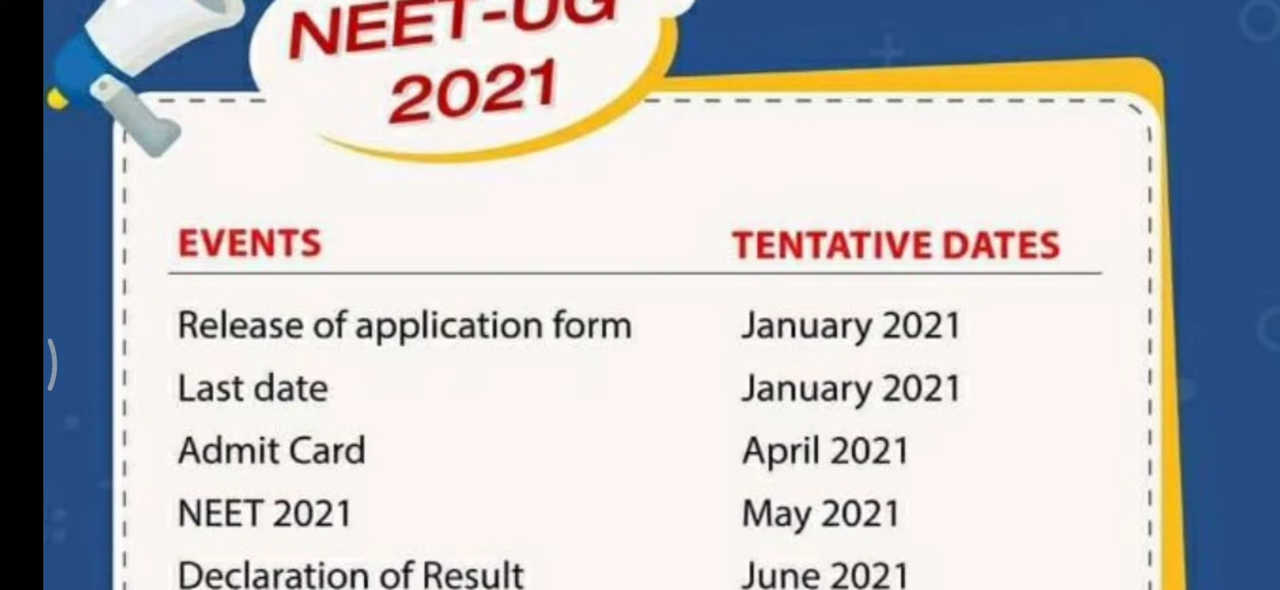 NEET-UG
2021
EVENTS TENTATIVE DATES
Release of application form January 2021
Last date January 2021
Admit Card April 2021
NEET 2021 May 2021
Declaration of Result June 2021